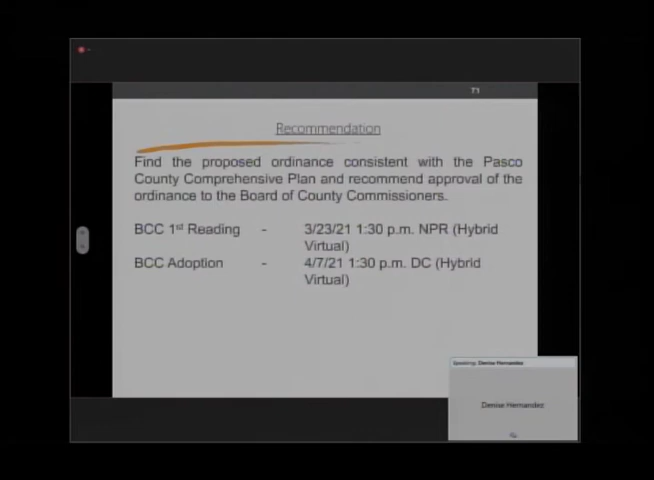 71
Recommendation
Find the proposed ordinance consistent with the Pasco
County Comprehensive Plan and recommend approval of the
ordinance to the Board of County Commissioners.
BCC 1st Reading - 3/23/21 1:30 p.m. NPR (Hybrid
Virtual)
BCC Adoption - 4/7/21 1:30 p.m. DC (Hybrid
Virtual)
Speaking: Denise Hernandez
Denise Hernandez